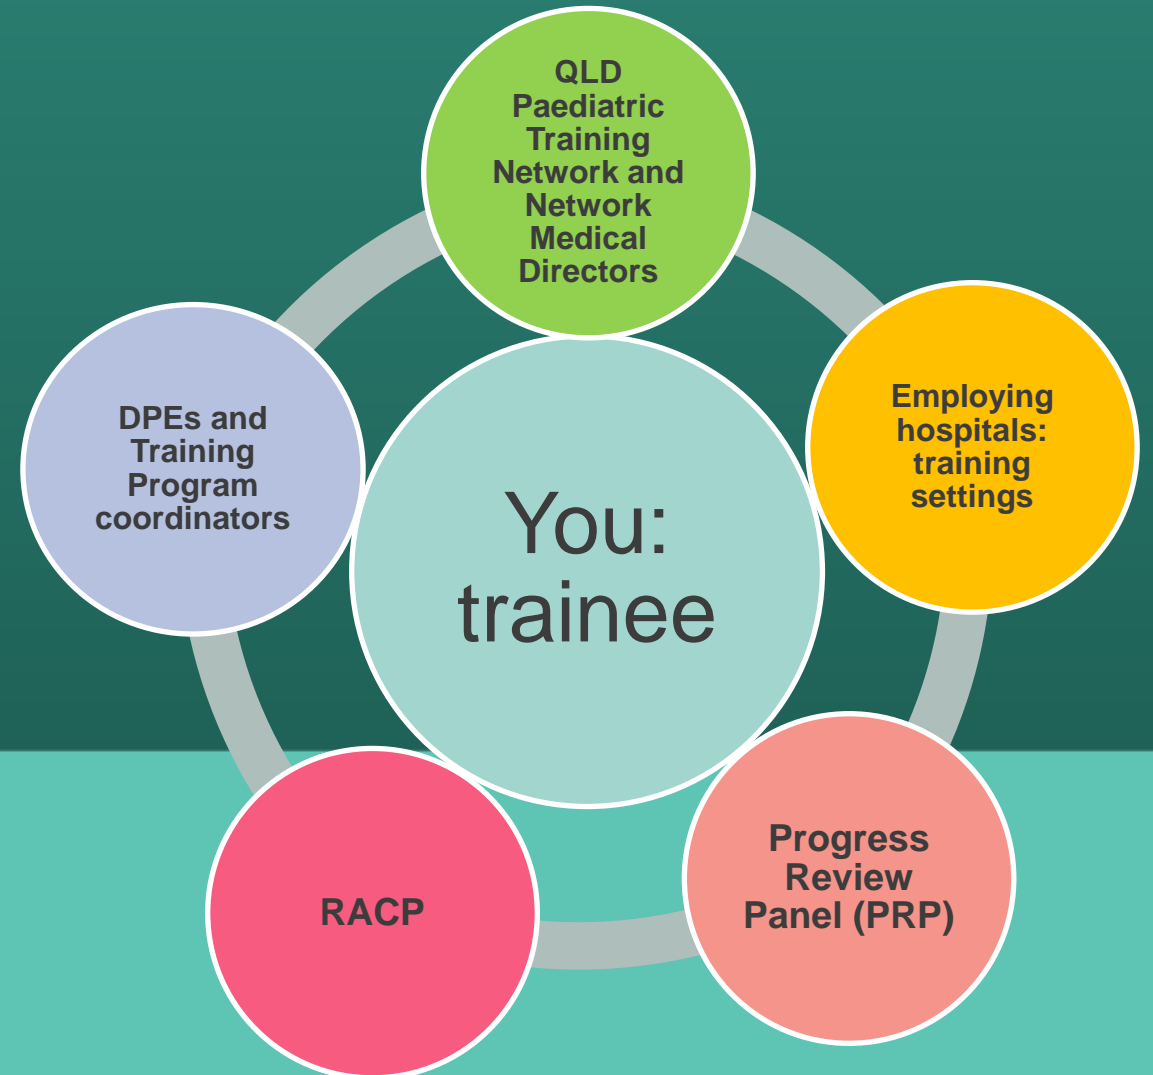 QLD
Paediatric
Training
Network and
Network
Medical
Directors
Employing
hospitals:
training
settings
DPEs and
Training
Program
coordinators
You:
trainee
Progress
Review
Panel (PRP)
RACP